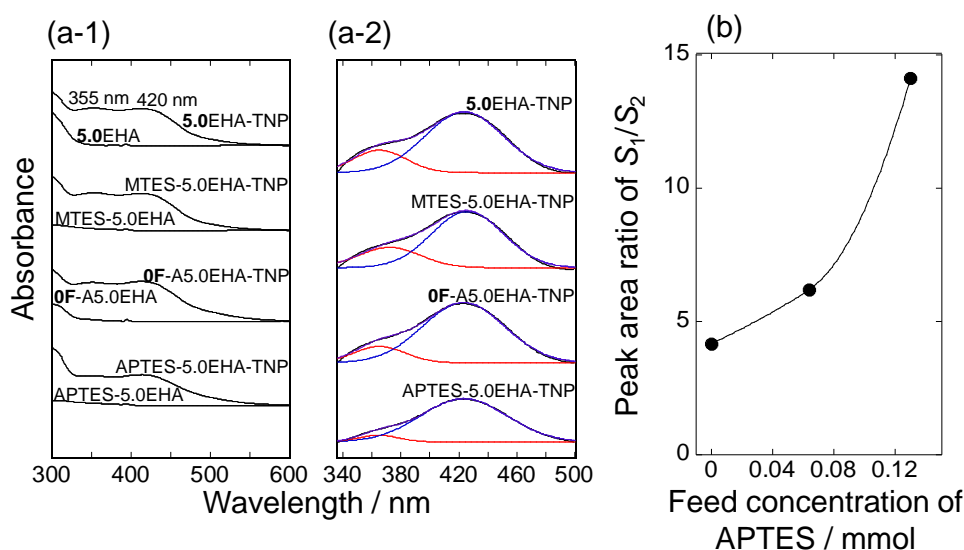 (a-1)
355 nm 420 nm
5.0EHA-TNP
5.0EHA
MTES-5.0EHA-TNP
MTES-5.0EHA
0F-A5.0EHA-TNP
0F-A5.0EHA
APTES-5.0EHA-TNP
APTES-5.0EHA
300 400 500 600
Absorbance
(a-2)
5.0EHA-TNP
MTES-5.0EHA-TNP
0F-A5.0EHA-TNP
APTES-5.0EHA-TNP
340 380 420 460 500
Wavelength / nm
(b)
15
10
5
0
0 0.04 0.08 0.12
Peak area ratio of S1/S2
Feed concentration of
APTES / mmol